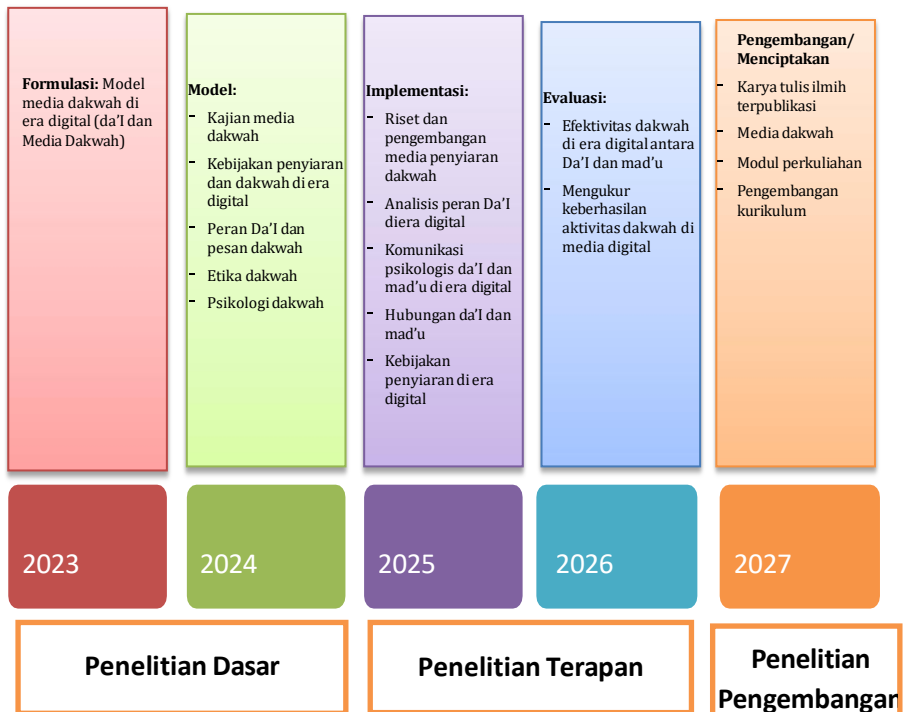 Formulasi: Model
media dakwah di
era digital (da'I dan
Media Dakwah)
Model:
- Kajian media
dakwah
- Kebijakan penyiaran
dan dakwah di era
digital
- Peran Da'I dan
pesan dakwah
- Etika dakwah
- Psikologi dakwah
Implementasi:
- Riset dan
pengembangan
media penyiaran
dakwah
- Analisis peran Da'I
diera digital
- Komunikasi
psikologis da'I dan
mad'u di era digital
- Hubungan da'I dan
mad'u
- Kebijakan
penyiaran di era
digital
Evaluasi:
- Efektivitas dakwah
di era digital antara
Da'I dan mad'u
- Mengukur
keberhasilan
aktivitas dakwah di
media digital
Pengembangan/
Menciptakan
- Karya tulis ilmih
terpublikasi
- Media dakwah
- Modul perkuliahan
- Pengembangan
kurikulum
2023
2024
2025
2026
2027
Penelitian Dasar
Penelitian Terapan
Penelitian
Pengembangan